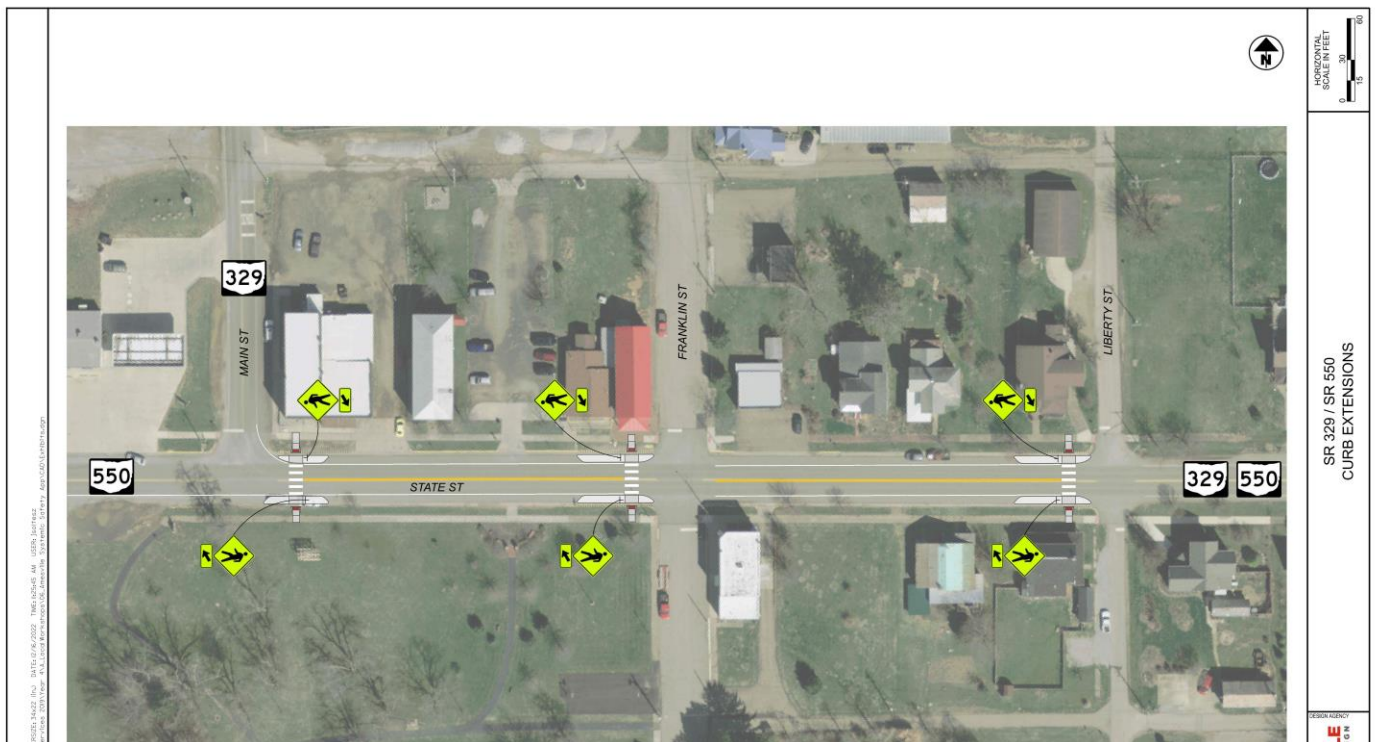 N
HORIZONTAL
SCALE IN FEET
0
15
30
60
329
MAIN ST
FRANKLIN ST
LIBERTY ST
550
STATE ST
329
550
SR 329 / SR 550
CURB EXTENSIONS
DESIGN AGENCY